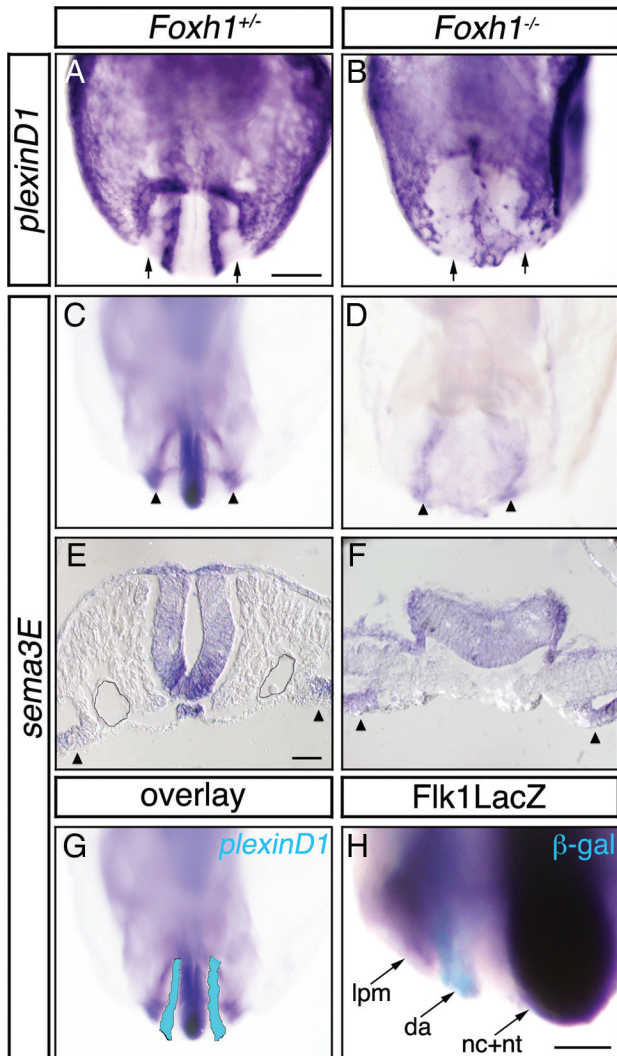 Foxh1+/-
Foxh1-/-
plexinD1
A
B
sema3E
C
D
E
F
overlay
Flk1LacZ
G
plexinD1
H
β-gal
lpm
da
nc+nt